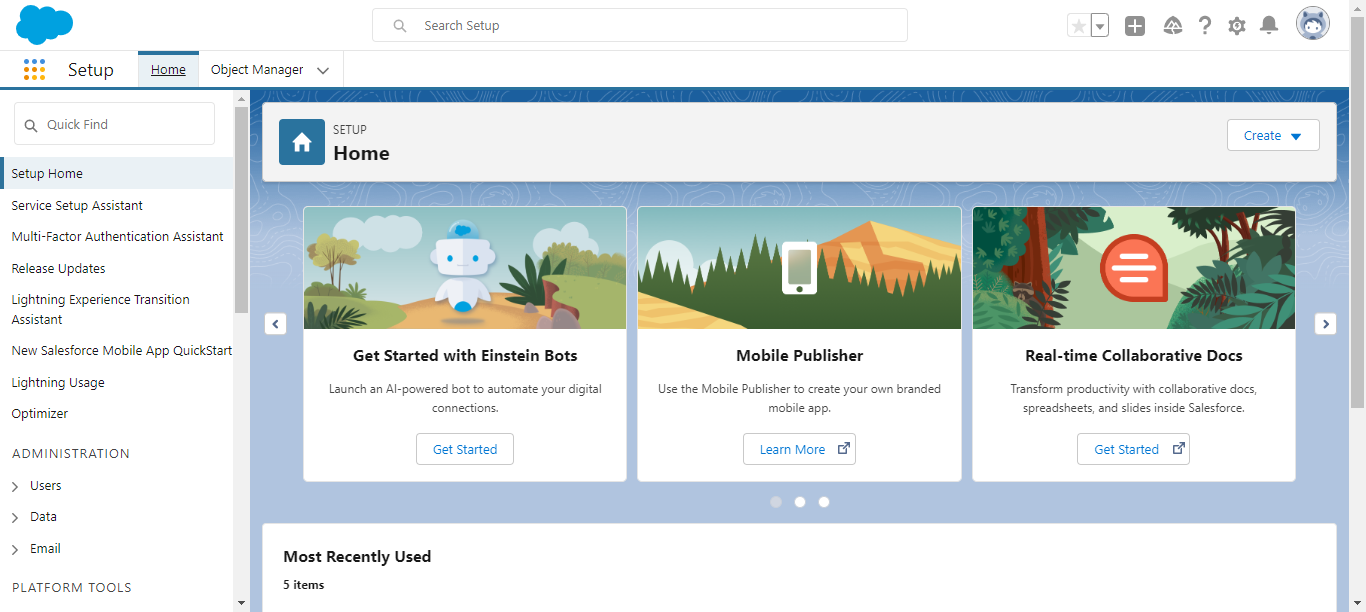 Search Setup
Setup
Home
Object Manager
Quick Find
Setup Home
Service Setup Assistant
Multi-Factor Authentication Assistant
Release Updates
Lightning Experience Transition
Assistant
New Salesforce Mobile App QuickStart
Lightning Usage
Optimizer
ADMINISTRATION
Users
Data
Email
PLATFORM TOOLS
SETUP
Home
Create
Get Started with Einstein Bots
Launch an AI-powered bot to automate your digital
connections.
Get Started
Mobile Publisher
Use the Mobile Publisher to create your own branded
mobile app.
Learn More
Real-time Collaborative Docs
Transform productivity with collaborative docs,
spreadsheets, and slides inside Salesforce.
Get Started
Most Recently Used
5 items